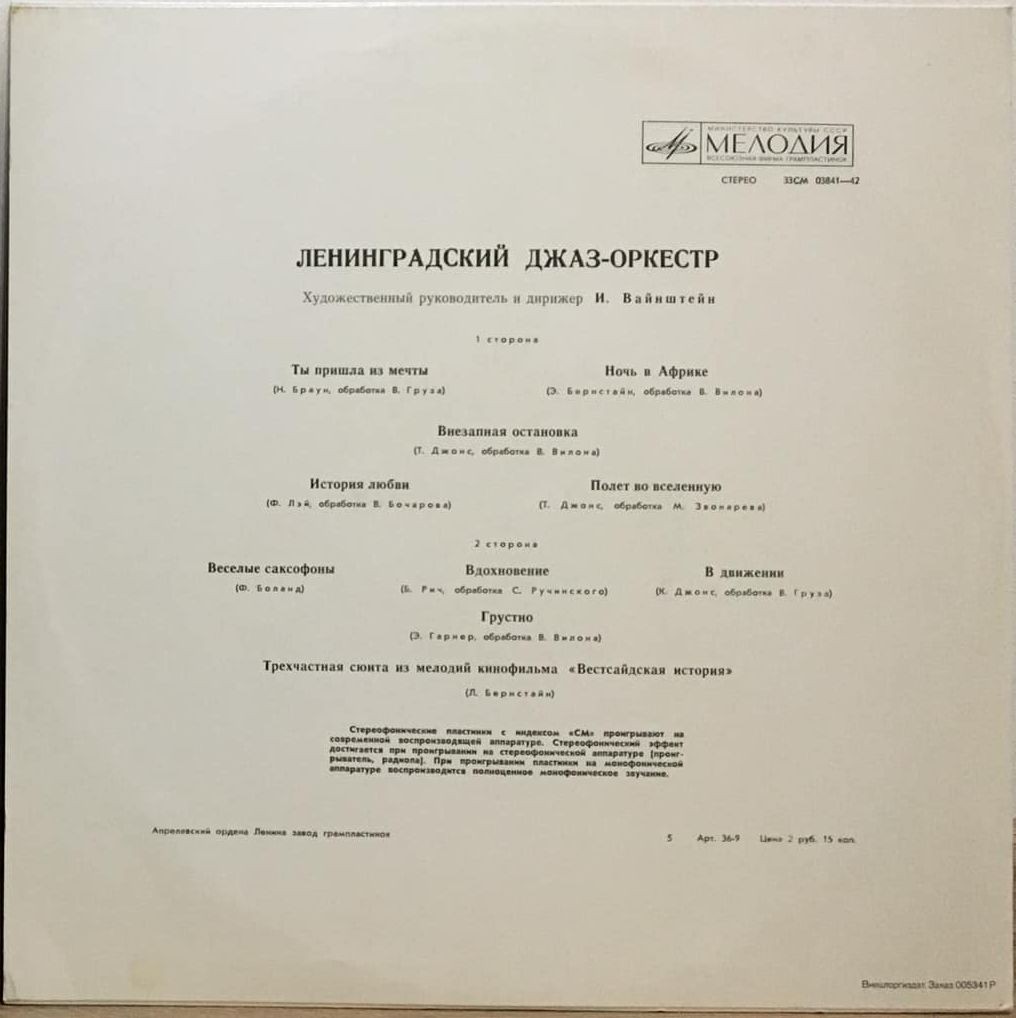 МИНИСТЕРСТВО КУЛЬТУРЫ СССР
МЕЛОДИЯ
ВСЕСОЮЗНАЯ ФИРМА ГРАМПЛАСТИНОК
СТЕРЕО 33СМ 03841—42
ЛЕНИНГРАДСКИЙ ДЖАЗ-ОРКЕСТР
Художественный руководитель и дирижер И. Вайнштейн
1 сторона
Ты пришла из мечты Ночь в Африке
(Н. Браун, обработка В. Груза) (Э. Бернстайн, обработка В. Вилона)
Внезапная остановка
(Т. Джонс, обработка В. Вилона)
История любви Полет во вселенную
(Ф. Лэй, обработка В. Бочарова) (Т. Джонс, обработка М. Звонарева)
2 сторона
Веселые саксофоны Вдохновение В движении
(Ф. Боланд) (Б. Рич, обработка С. Ручинского) (К. Джонс, обработка В. Груза)
Грустно
(Э. Гарнер, обработка В. Вилона)
Трехчастная сюита из мелодий кинофильма «Вестсайдская история»
(Л. Бернстайн)
Стереофонические пластинки с индексом «СМ» проигрывают на
современной воспроизводящей аппаратуре. Стереофонический эффект
достигается при проигрывании на стереофонической аппаратуре (проиг-
рыватель, радиола). При проигрывании пластинки на монофонической
аппаратуре воспроизводится полноценное монофоническое звучание.
Апрелевский ордена Ленина завод грампластинок 5 Арт. 36-9 Цена 2 руб. 15 коп.
Внешторгиздат. Заказ 005341Р